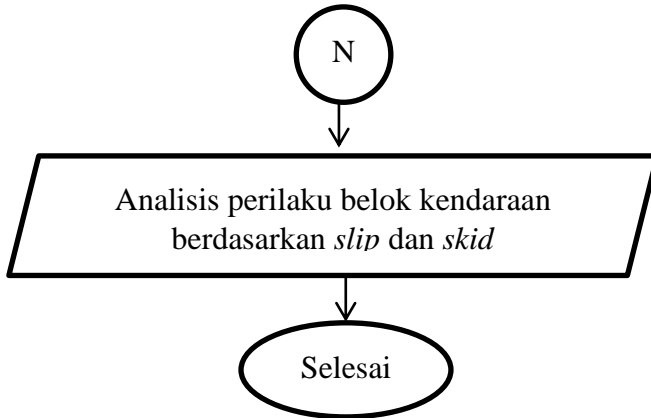 N
Analisis perilaku belok kendaraan
berdasarkan slip dan skid
Selesai